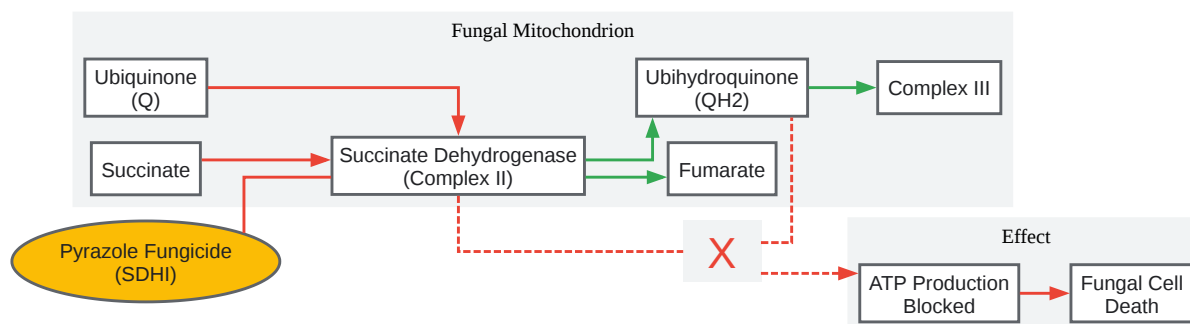 Fungal Mitochondrion
Ubiquinone
(Q)
Ubihydroquinone
(QH2)
Complex III
Succinate
Succinate Dehydrogenase
(Complex II)
Fumarate
Pyrazole Fungicide
(SDHI)
X
Effect
ATP Production
Blocked
Fungal Cell
Death